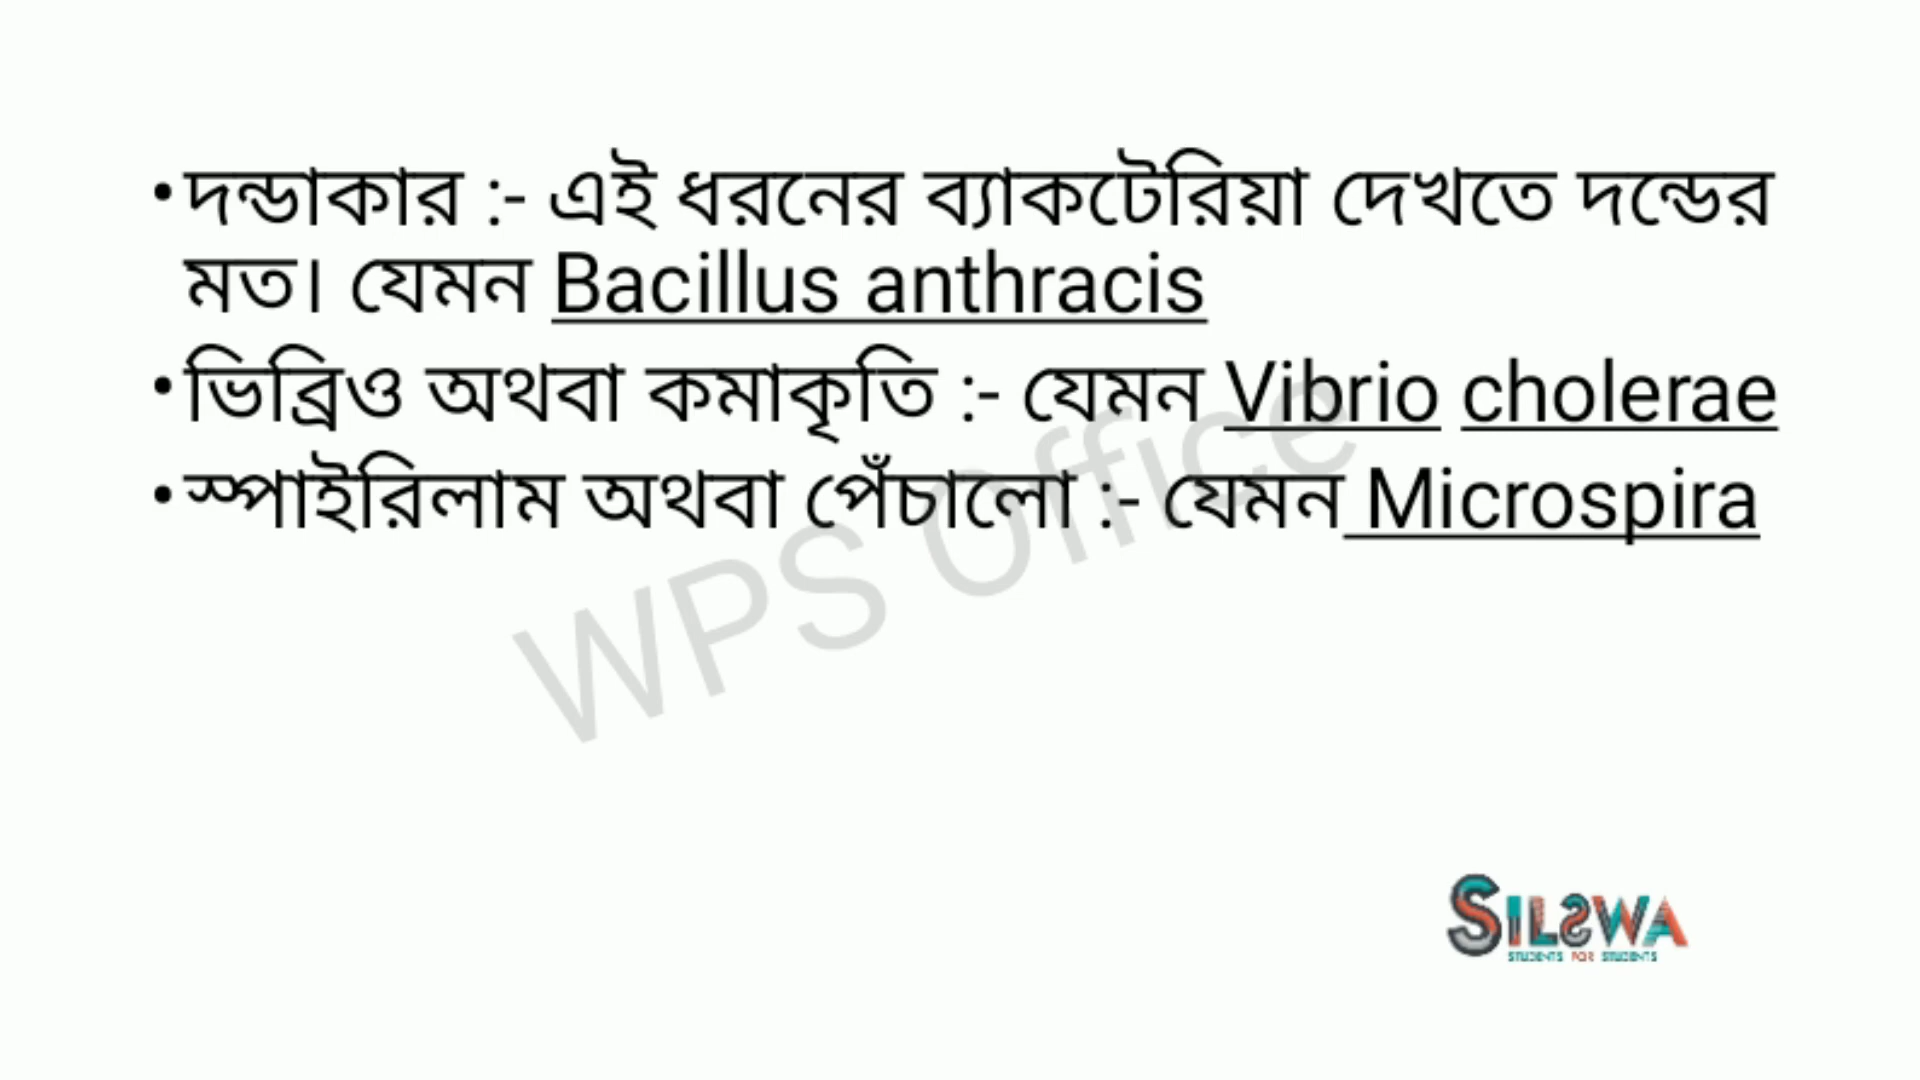 • দন্ডাকার :- এই ধরনের ব্যাকটেরিয়া দেখতে দন্ডের
মত। যেমন Bacillus anthracis
• ভিব্রিও অথবা কমাকৃতি :- যেমন Vibrio cholerae
• স্পাইরিলাম অথবা পেঁচালো :- যেমন Microspira
WPS Office
SILSWA
STUDENTS FOR STUDENTS